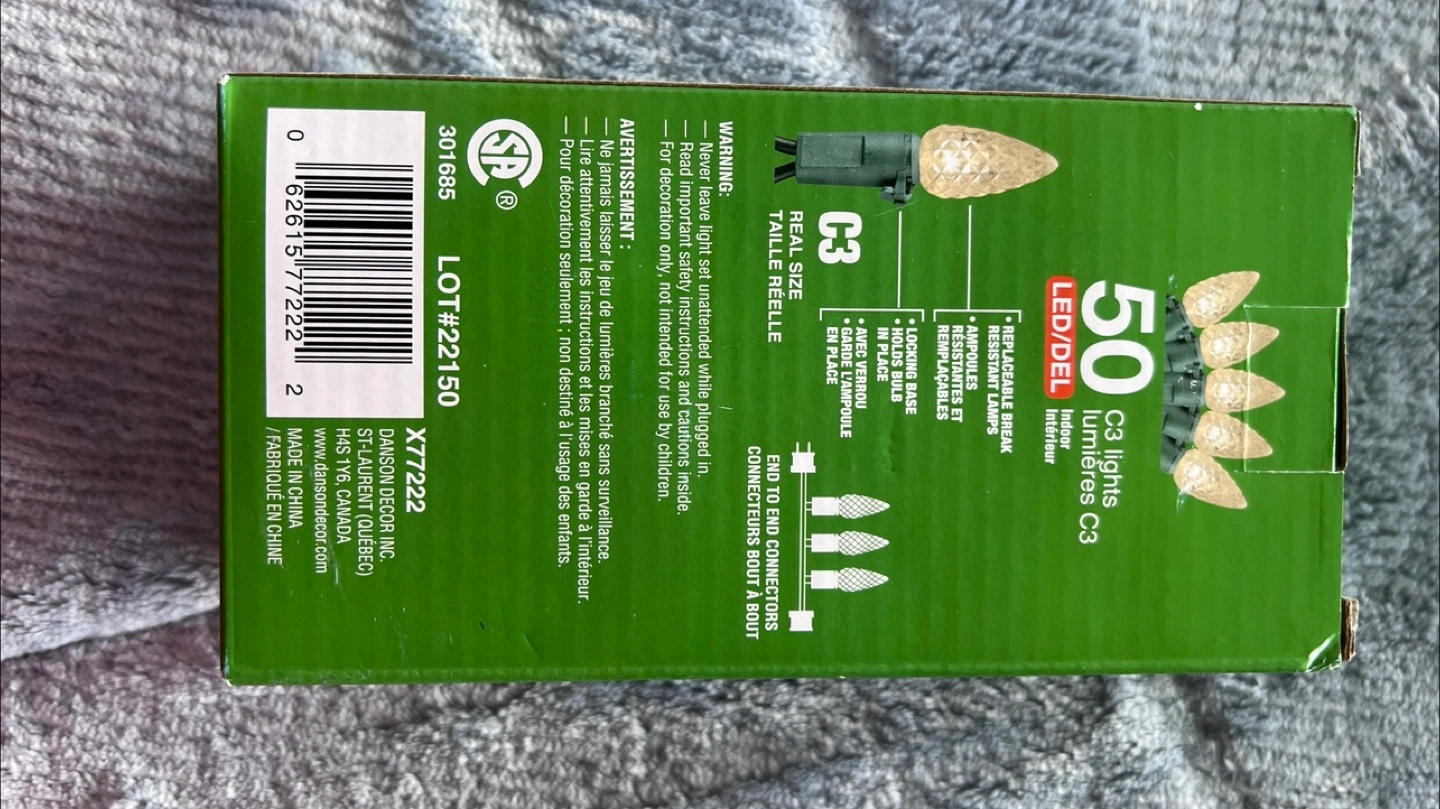 50
C3 lights
lumières C3
LED/DEL
Indoor
Intérieur
• REPLACEABLE BREAK
RESISTANT LAMPS
• AMPOULES
RÉSISTANTES ET
REMPLAÇABLES
• LOCKING BASE
• HOLDS BULB
IN PLACE
• AVEC VERROU
• GARDE L'AMPOULE
EN PLACE
C3
REAL SIZE
TAILLE RÉELLE
END TO END CONNECTORS
CONNECTEURS BOUT À BOUT
WARNING:
— Never leave light set unattended while plugged in.
— Read important safety instructions and cautions inside.
— For decoration only, not intended for use by children.
AVERTISSEMENT :
— Ne jamais laisser le jeu de lumières branché sans surveillance.
— Lire attentivement les instructions et les mises en garde à l'intérieur.
— Pour décoration seulement ; non destiné à l'usage des enfants.
SA ®
301685 LOT#22150
0 62615 77222 2
X77222
DANSON DECOR INC.
ST-LAURENT (QUÉBEC)
H4S 1Y6, CANADA
www.dansondecor.com
MADE IN CHINA
/ FABRIQUÉ EN CHINE